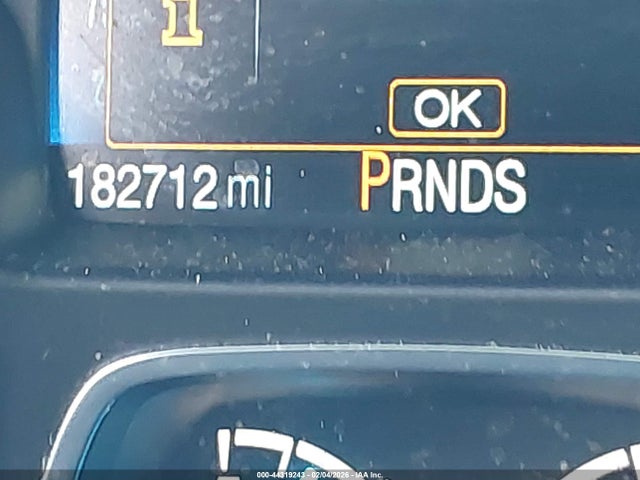 i
OK
182712 mi PRNDS
000-44319243 - 02/04/2026 - IAA Inc.